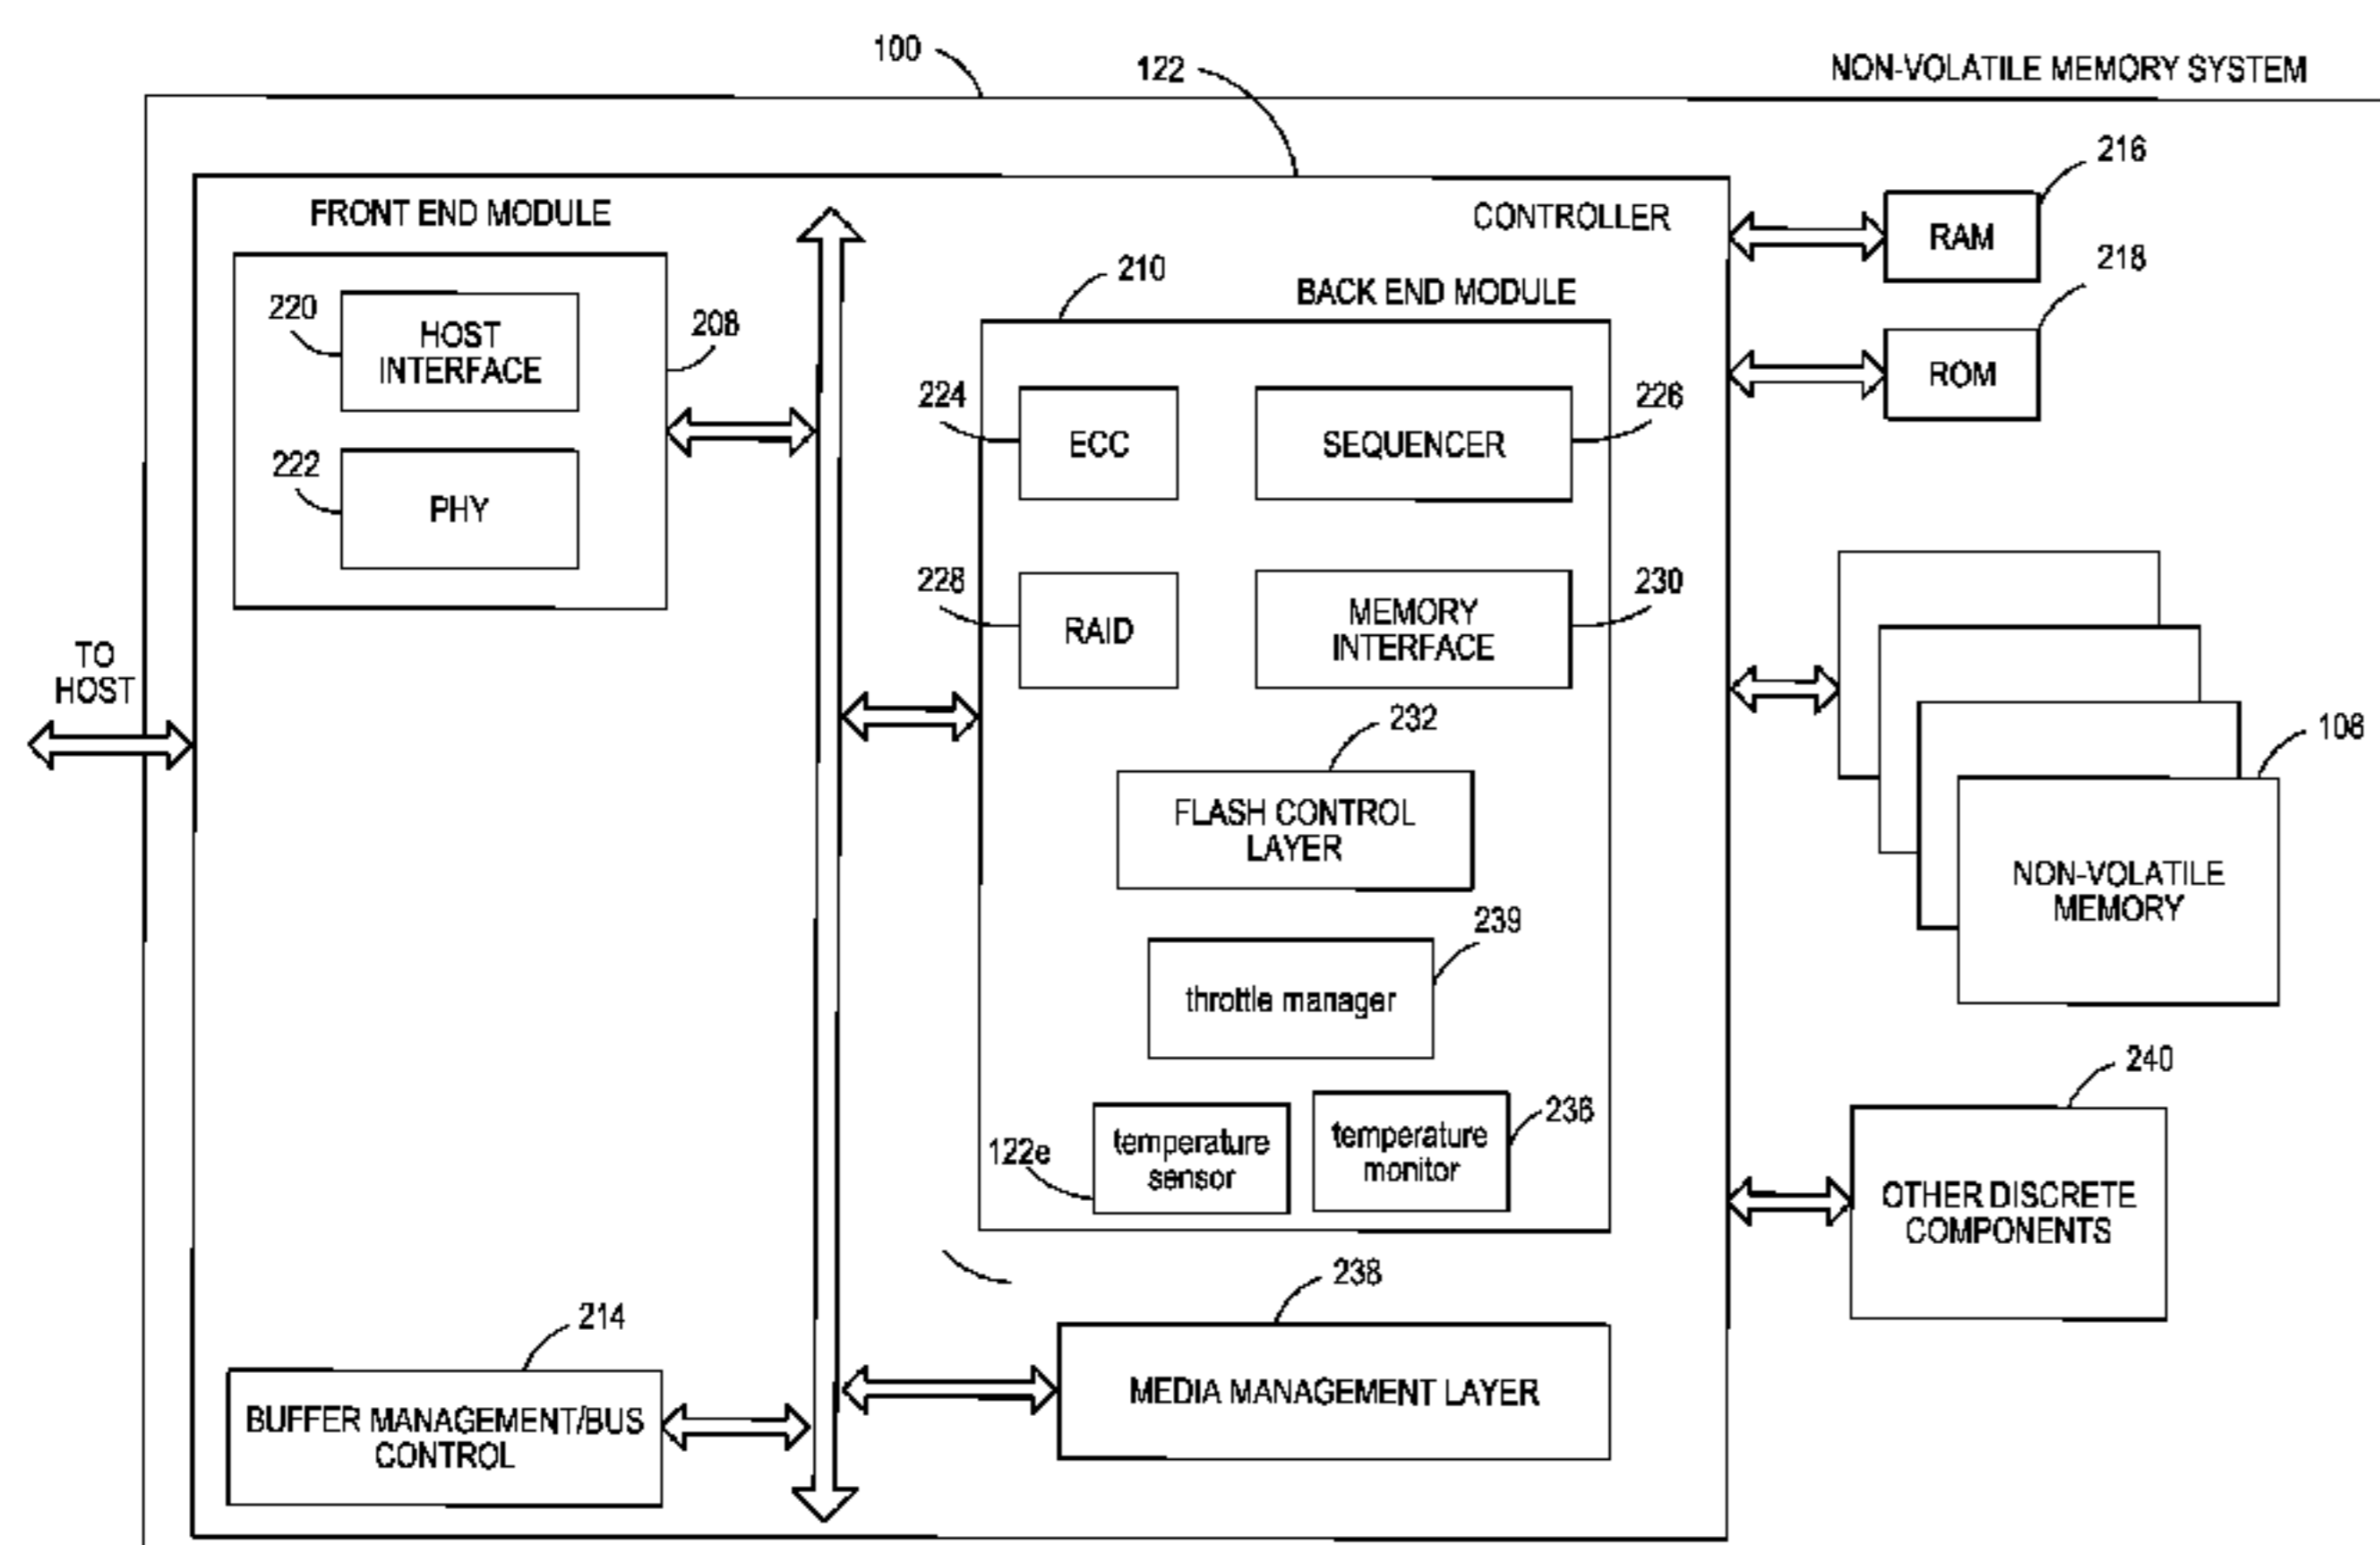 100
122
NON-VOLATILE MEMORY SYSTEM
216
FRONT END MODULE
CONTROLLER
RAM
210
218
BACK END MODULE
220
HOST
INTERFACE
208
ROM
224
ECC
SEQUENCER
226
222
PHY
228
RAID
MEMORY
INTERFACE
230
TO
HOST
232
108
FLASH CONTROL
LAYER
NON-VOLATILE
MEMORY
239
throttle manager
240
122e
temperature
sensor
temperature
monitor
236
OTHER DISCRETE
COMPONENTS
238
214
MEDIA MANAGEMENT LAYER
BUFFER MANAGEMENT/BUS
CONTROL